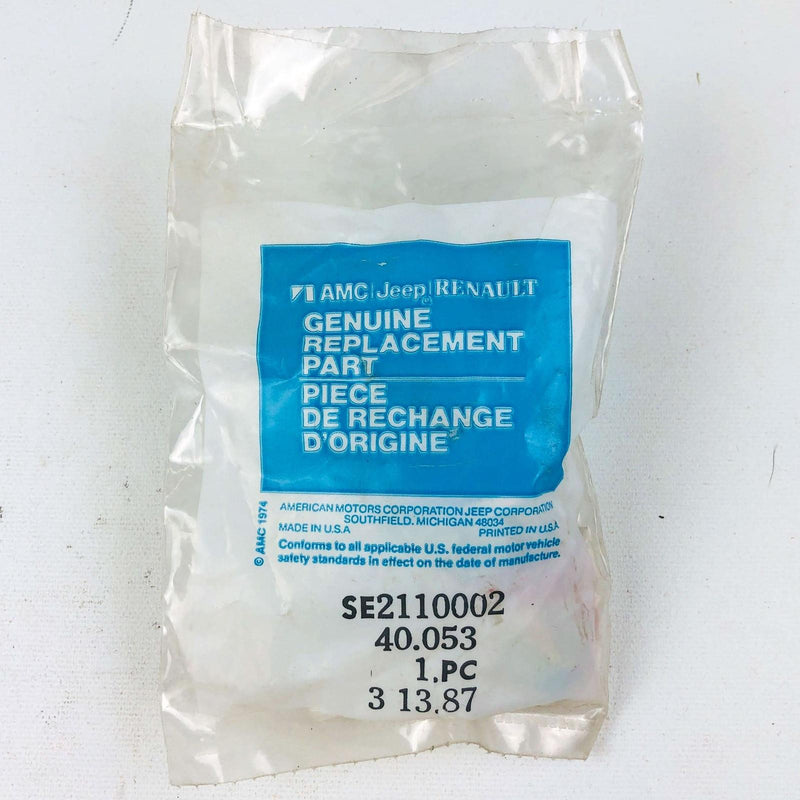 AMC|Jeep®|RENAULT
GENUINE
REPLACEMENT
PART
PIECE
DE RECHANGE
D'ORIGINE
© AMC 1974
AMERICAN MOTORS CORPORATION JEEP CORPORATION
SOUTHFIELD, MICHIGAN 48034
MADE IN U.S.A PRINTED IN U.S.A
Conforms to all applicable U.S. federal motor vehicle
safety standards in effect on the date of manufacture.
SE2110002
40.053
1.PC
3 13.87